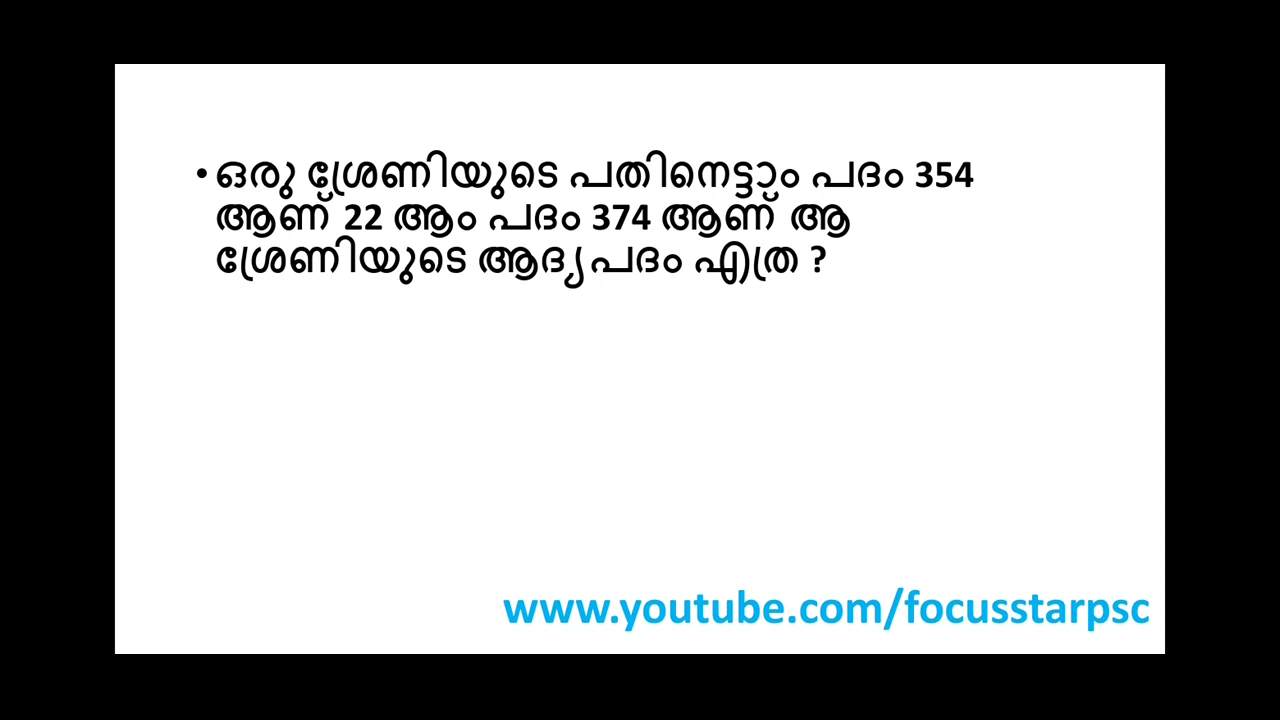 • ഒരു ശ്രേണിയുടെ പതിനെട്ടാം പദം 354
ആണ് 22 ആം പദം 374 ആണ് ആ
ശ്രേണിയുടെ ആദ്യപദം എത്ര ?
www.youtube.com/focusstarpsc